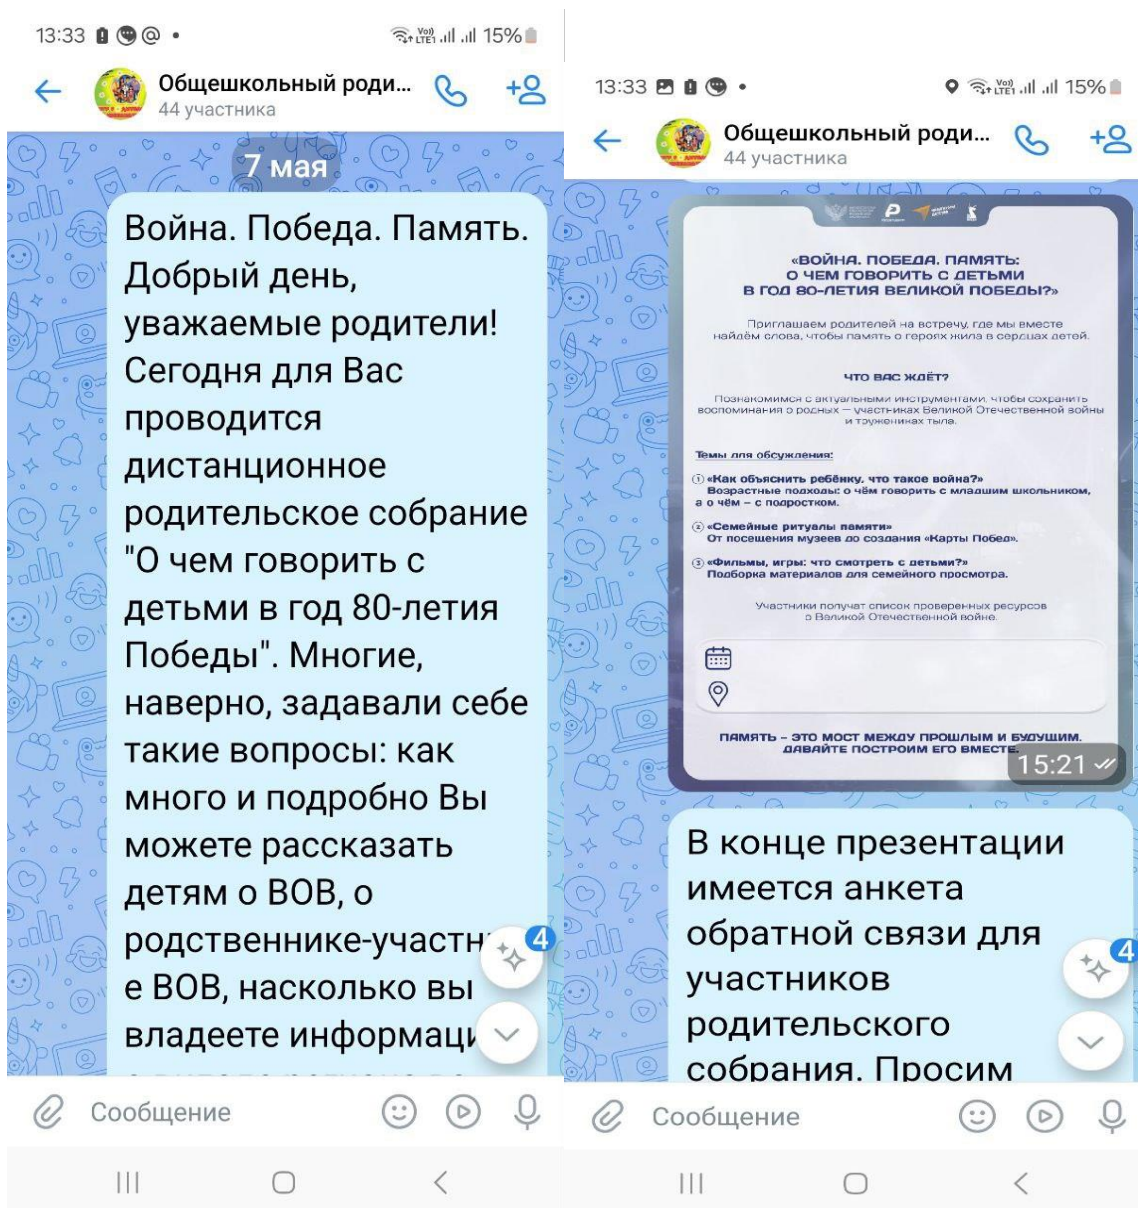 13:33
Vo))
LTE1
15%
Общешкольный роди...
44 участника
7 мая
Война. Победа. Память.
Добрый день,
уважаемые родители!
Сегодня для Вас
проводится
дистанционное
родительское собрание
"О чем говорить с
детьми в год 80-летия
Победы". Многие,
наверно, задавали себе
такие вопросы: как
много и подробно Вы
можете рассказать
детям о ВОВ, о
родственнике-участн
е ВОВ, насколько вы
владеете информаци
4
Сообщение
13:33
Vo))
LTE1
15%
Общешкольный роди...
44 участника
«ВОЙНА. ПОБЕДА. ПАМЯТЬ:
О ЧЕМ ГОВОРИТЬ С ДЕТЬМИ
В ГОД 80-ЛЕТИЯ ВЕЛИКОЙ ПОБЕДЫ?»
Приглашаем родителей на встречу, где мы вместе
найдём слова, чтобы память о героях жила в сердцах детей.
ЧТО ВАС ЖДЁТ?
Познакомимся с актуальными инструментами, чтобы сохранить
воспоминания о родных — участниках Великой Отечественной войны
и тружениках тыла.
Темы для обсуждения:
1 «Как объяснить ребёнку, что такое война?»
Возрастные подходы: о чём говорить с младшим школьником,
а о чём – с подростком.
2 «Семейные ритуалы памяти»
От посещения музеев до создания «Карты Побед».
3 «Фильмы, игры: что смотреть с детьми?»
Подборка материалов для семейного просмотра.
Участники получат список проверенных ресурсов
о Великой Отечественной войне.
ПАМЯТЬ – ЭТО МОСТ МЕЖДУ ПРОШЛЫМ И БУДУЩИМ.
ДАВАЙТЕ ПОСТРОИМ ЕГО ВМЕСТЕ.
15:21
В конце презентации
имеется анкета
обратной связи для
участников
родительского
собрания. Просим
4
Сообщение